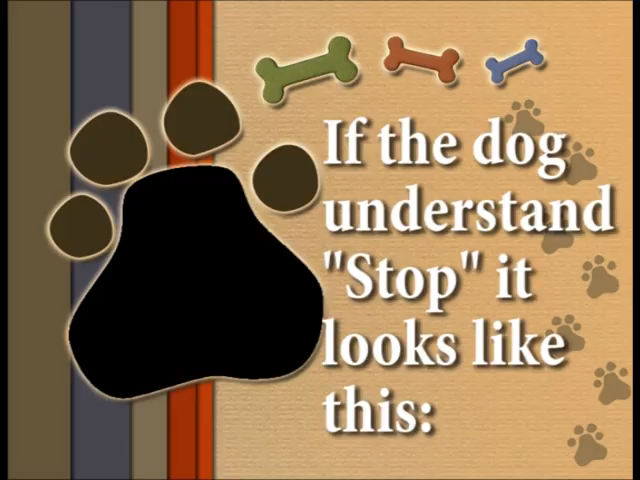 If the dog
understand
"Stop" it
looks like
this: